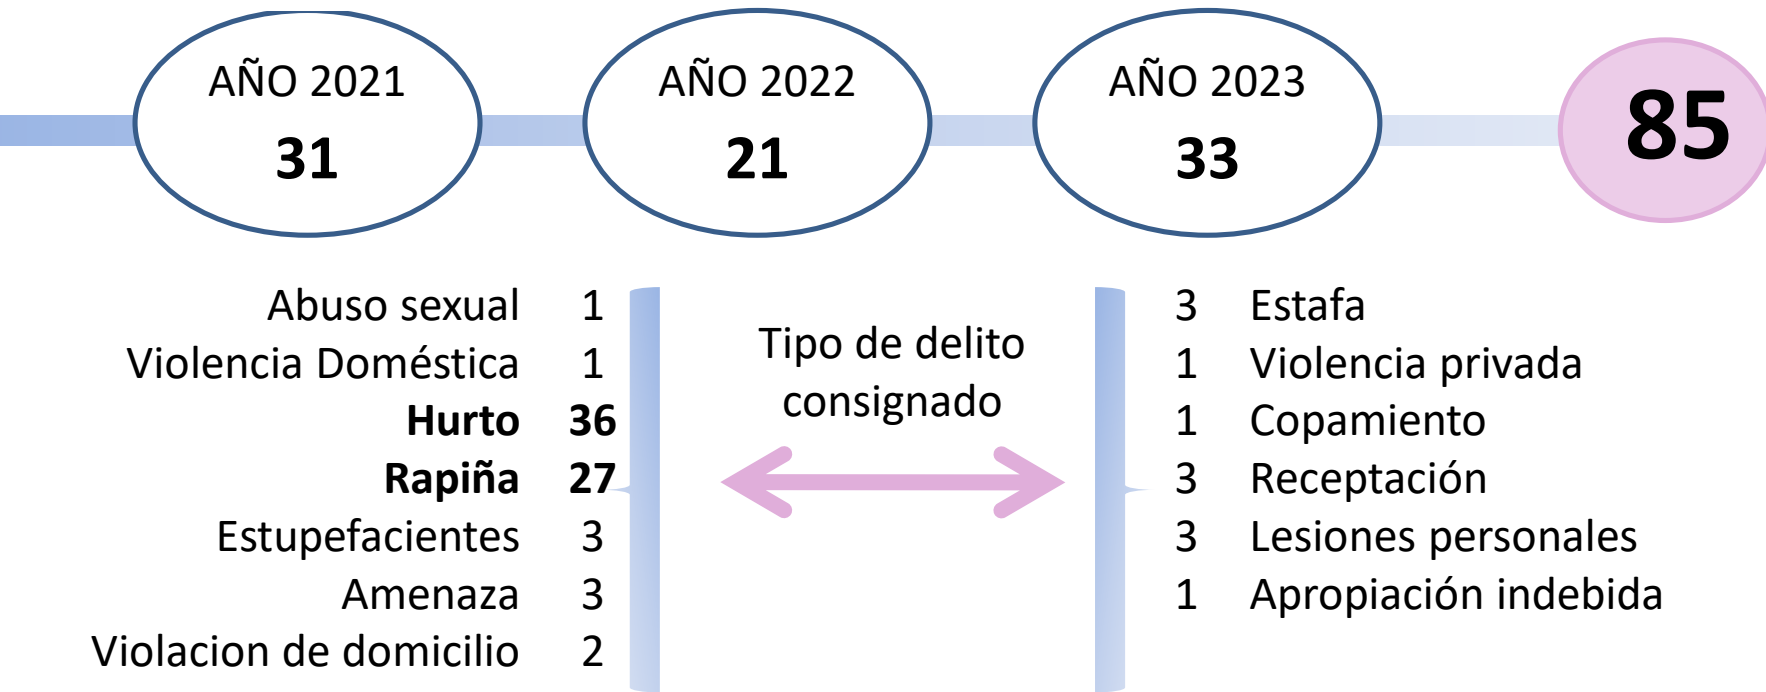 AÑO 2021
31
AÑO 2022
21
AÑO 2023
33
85
Abuso sexual 1
Violencia Doméstica 1
Hurto 36
Rapiña 27
Estupefacientes 3
Amenaza 3
Violacion de domicilio 2
Tipo de delito
consignado
3 Estafa
1 Violencia privada
1 Copamiento
3 Receptación
3 Lesiones personales
1 Apropiación indebida